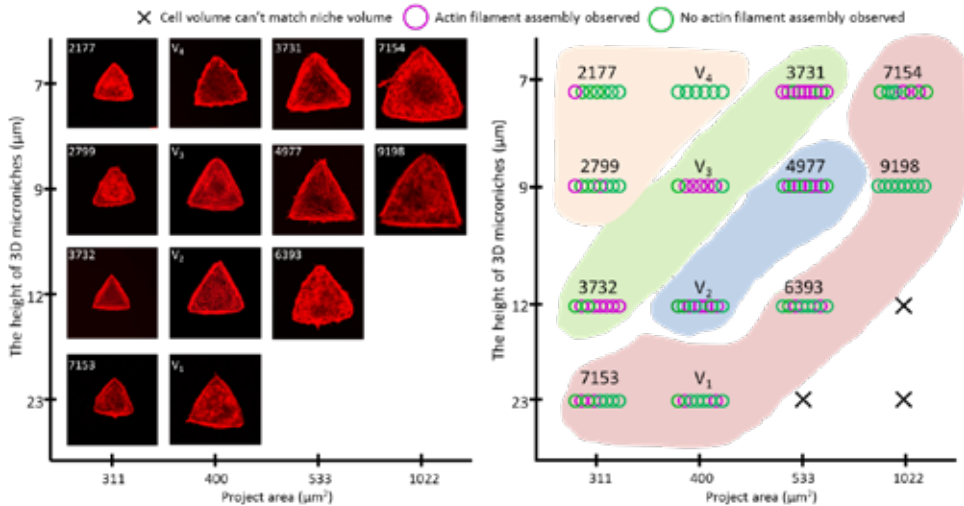 Cell volume can't match niche volume
Actin filament assembly observed
No actin filament assembly observed
The height of 3D microniches (μm)
7
9
12
23
2177
V4
3731
7154
2799
V3
4977
9198
3732
V2
6393
7153
V1
311
400
533
1022
Project area (μm²)
The height of 3D microniches (μm)
7
9
12
23
2177
V4
3731
7154
2799
V3
4977
9198
3732
V2
6393
7153
V1
311
400
533
1022
Project area (μm²)